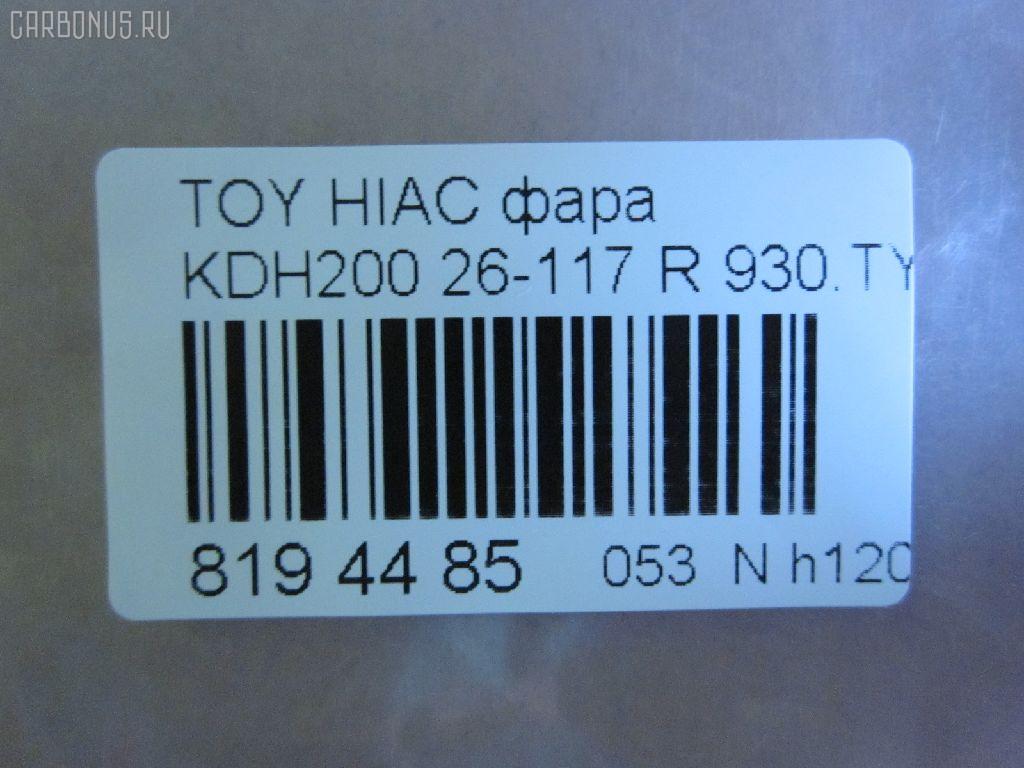 CARBONUS.RU
TOY HIAC фара
KDH200 26-117 R 930.TY
819 44 85 053 N h120